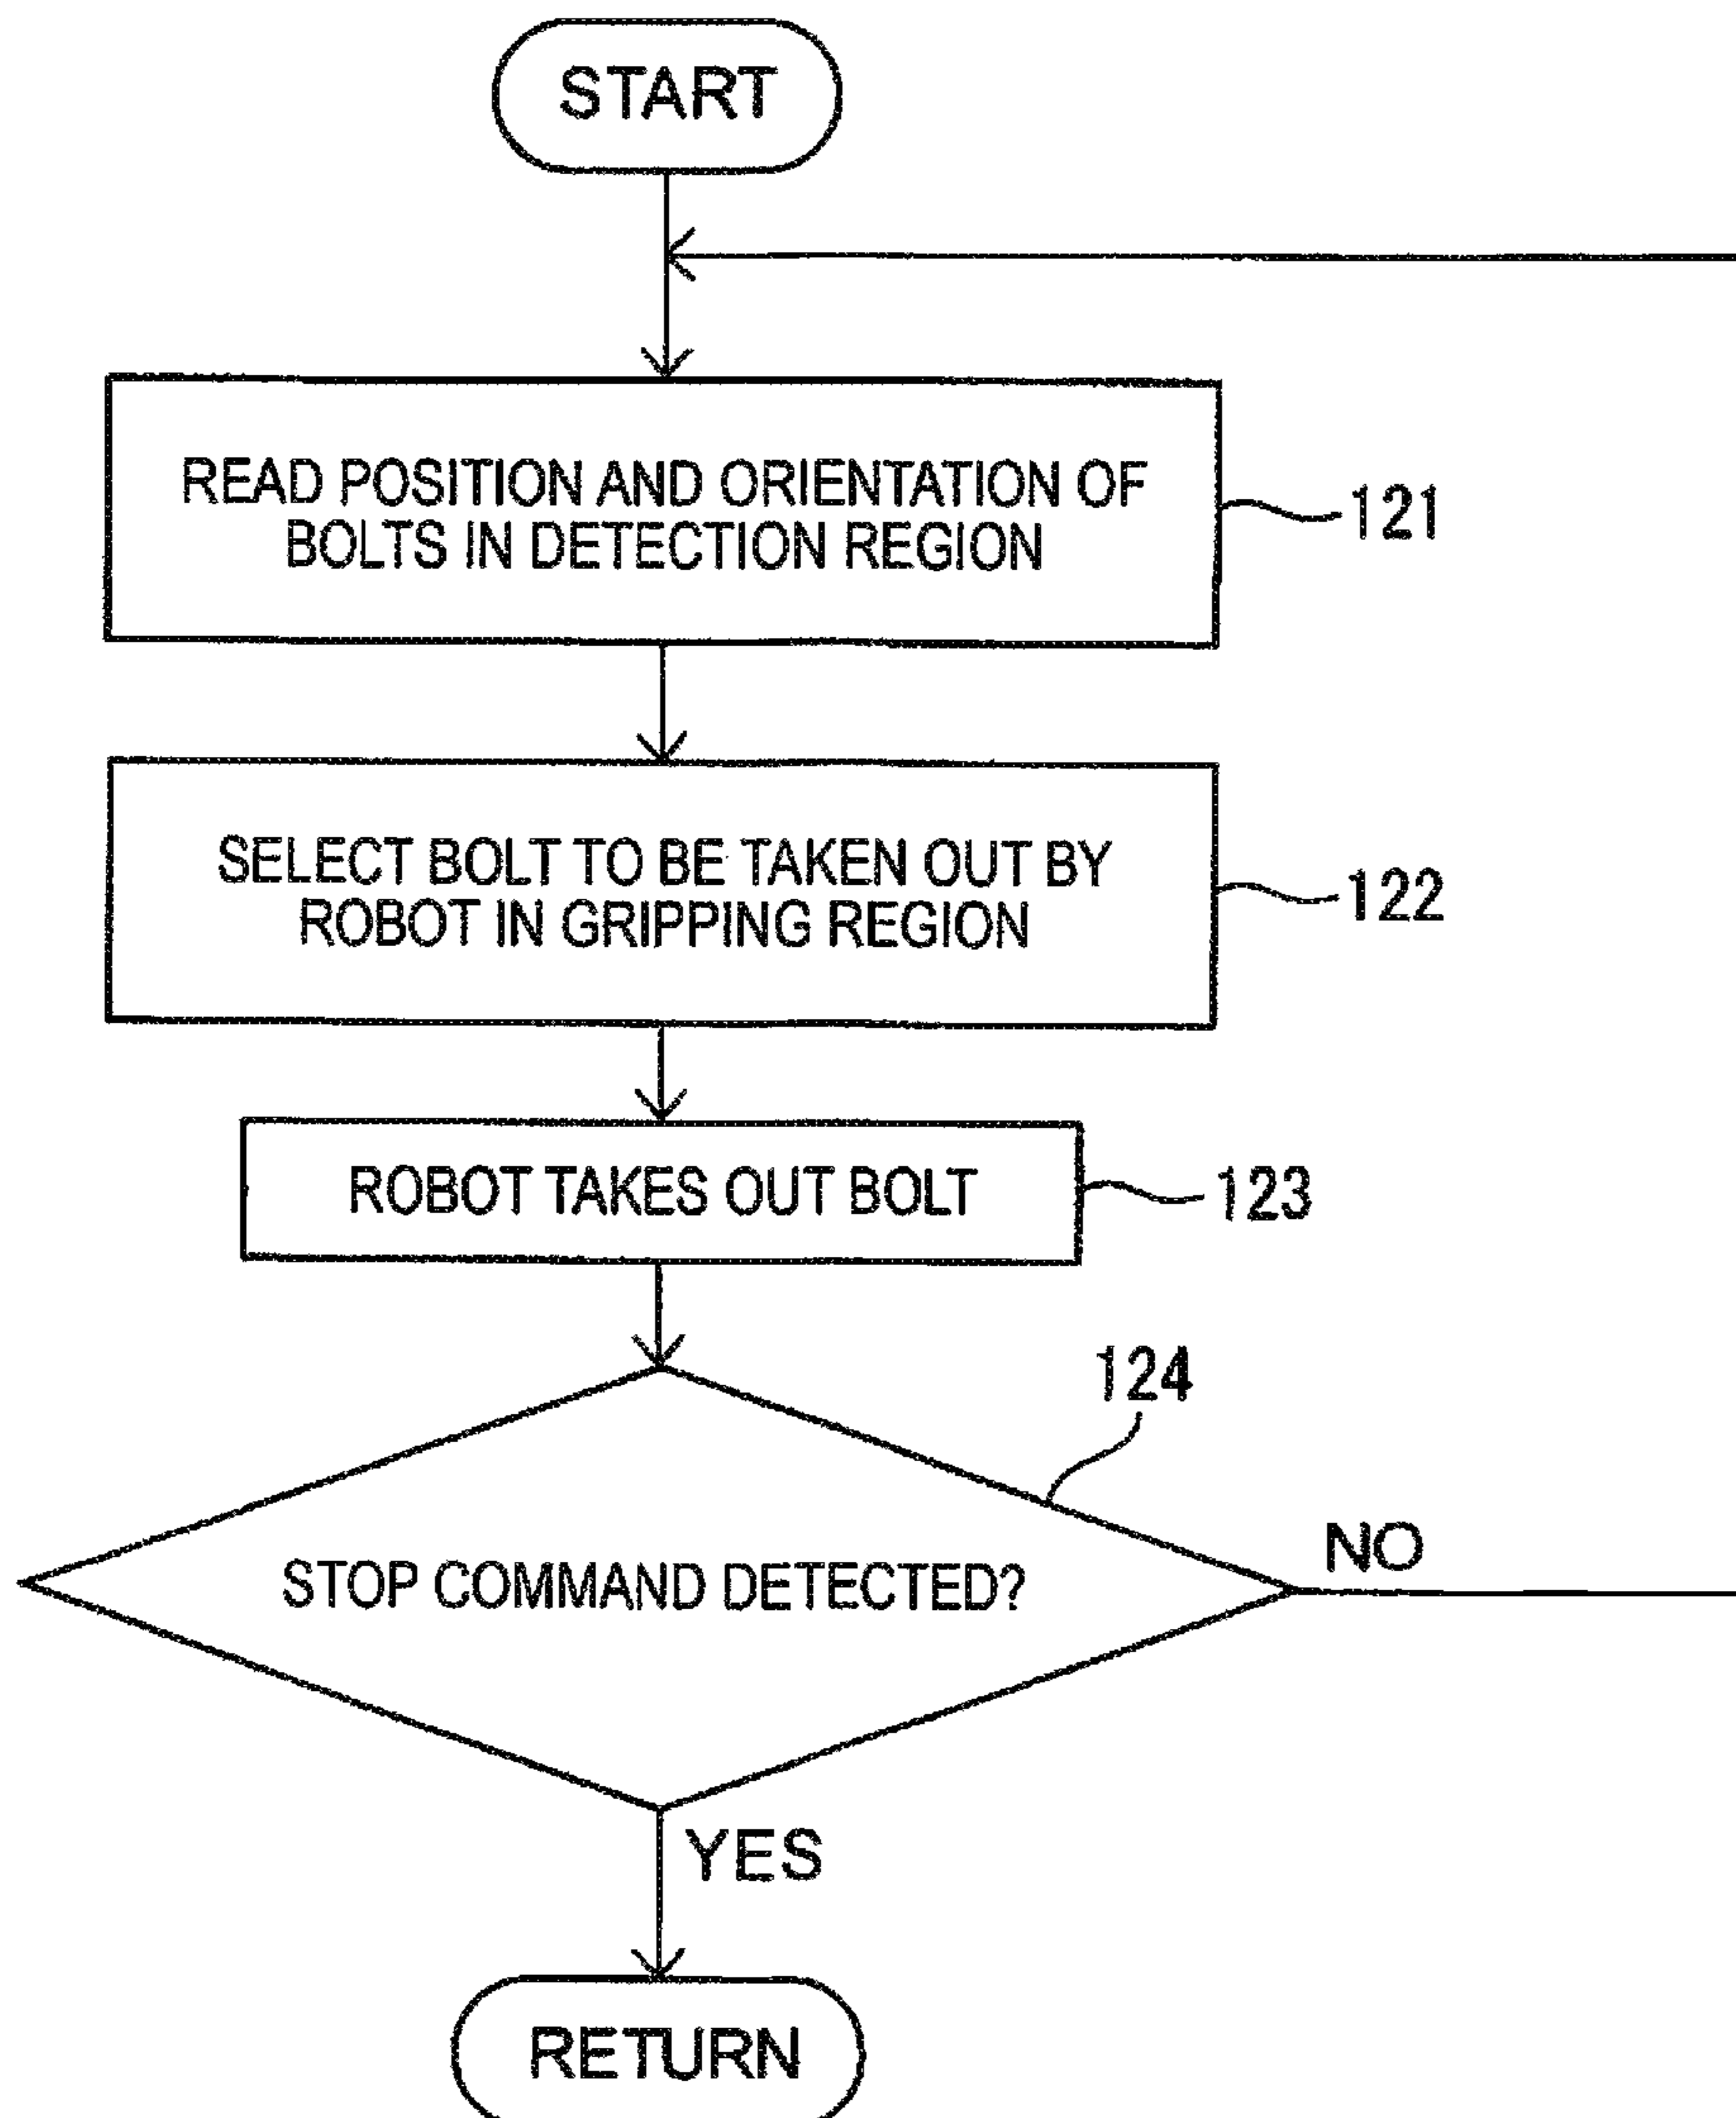 START
READ POSITION AND ORIENTATION OF
BOLTS IN DETECTION REGION
121
SELECT BOLT TO BE TAKEN OUT BY
ROBOT IN GRIPPING REGION
122
ROBOT TAKES OUT BOLT
123
124
STOP COMMAND DETECTED?
NO
YES
RETURN